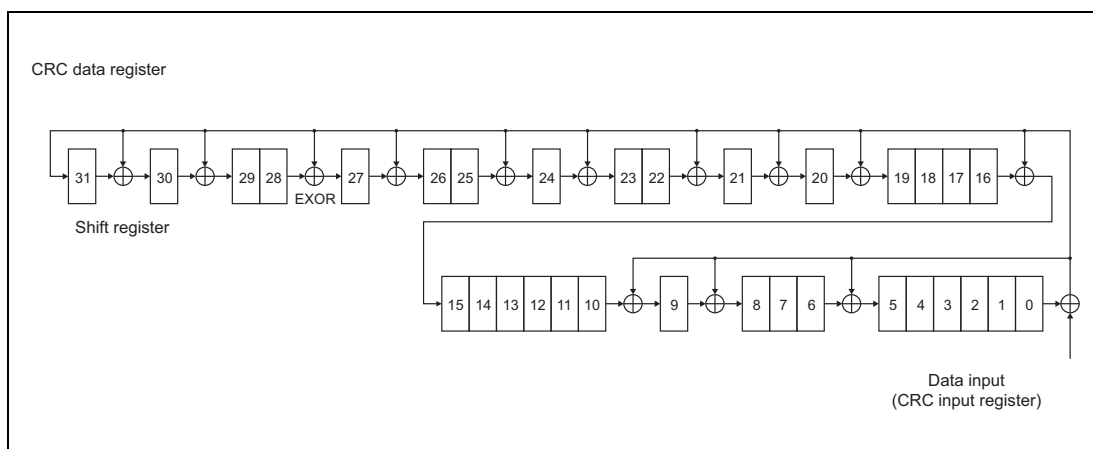 CRC data register
31 30 29 28 27 26 25 24 23 22 21 20 19 18 17 16
EXOR
Shift register
15 14 13 12 11 10 9 8 7 6 5 4 3 2 1 0
Data input
(CRC input register)